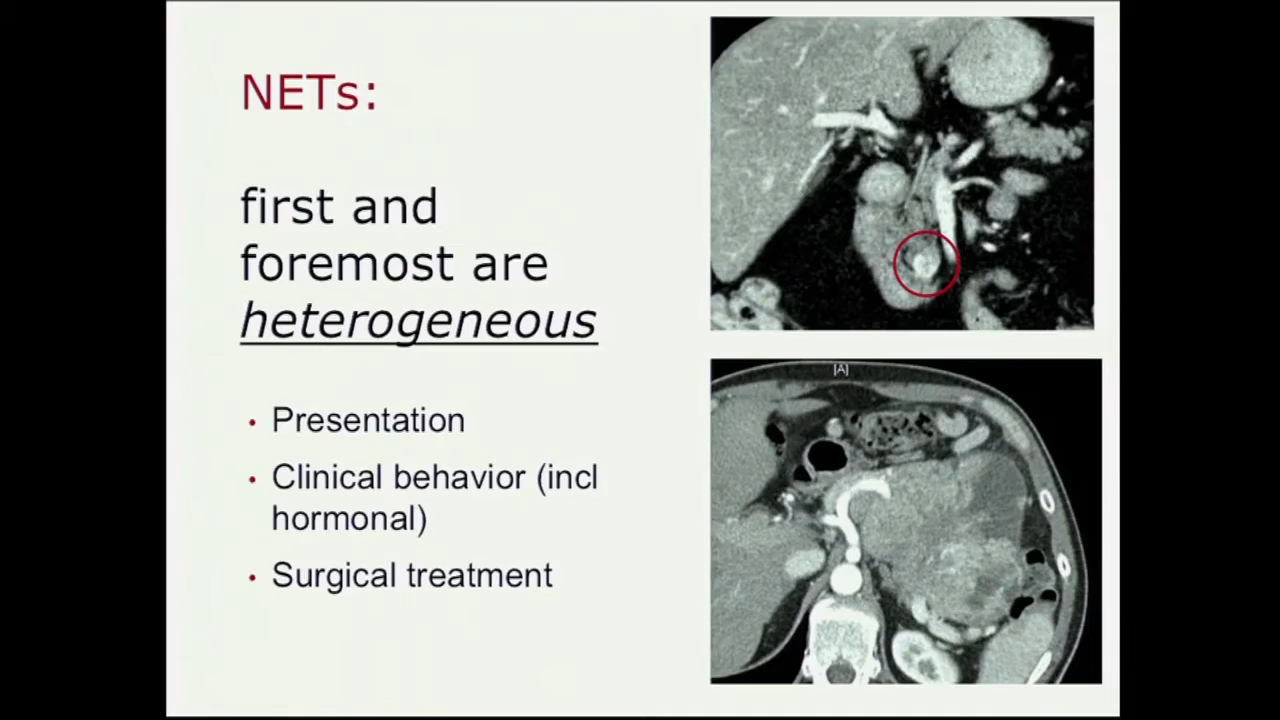 NETs:
first and
foremost are
heterogeneous
• Presentation
• Clinical behavior (incl
hormonal)
• Surgical treatment
[A]